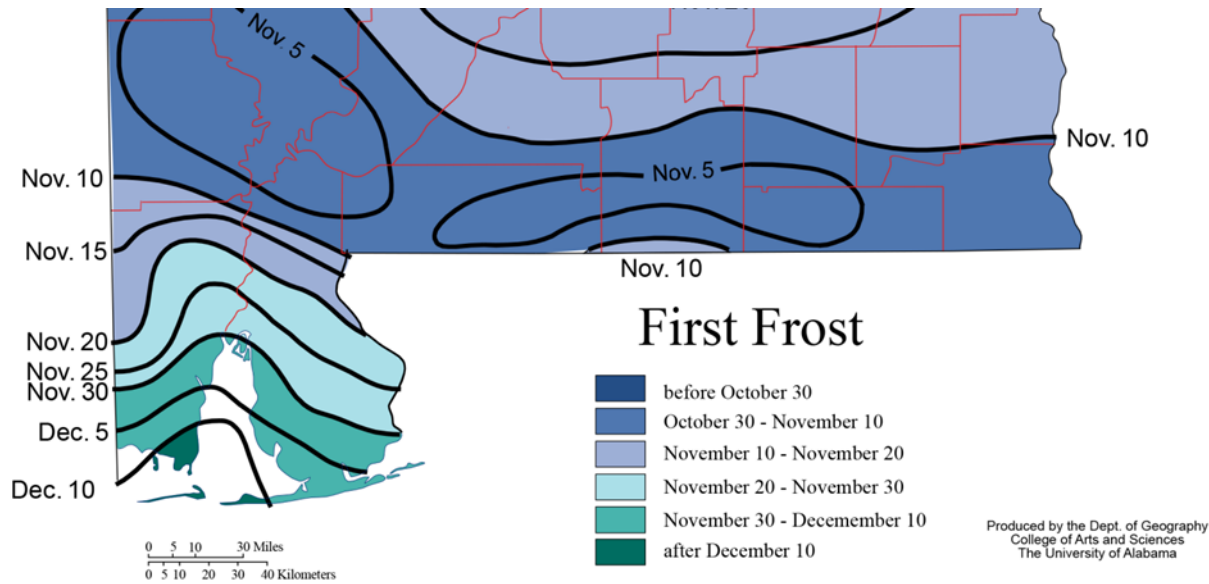 Nov. 5
Nov. 10
Nov. 10
Nov. 5
Nov. 15
Nov. 10
Nov. 20
Nov. 25
Nov. 30
Dec. 5
Dec. 10
First Frost
before October 30
October 30 - November 10
November 10 - November 20
November 20 - November 30
November 30 - Decemember 10
after December 10
0 5 10 30 Miles
0 5 10 20 30 40 Kilometers
Produced by the Dept. of Geography
College of Arts and Sciences
The University of Alabama